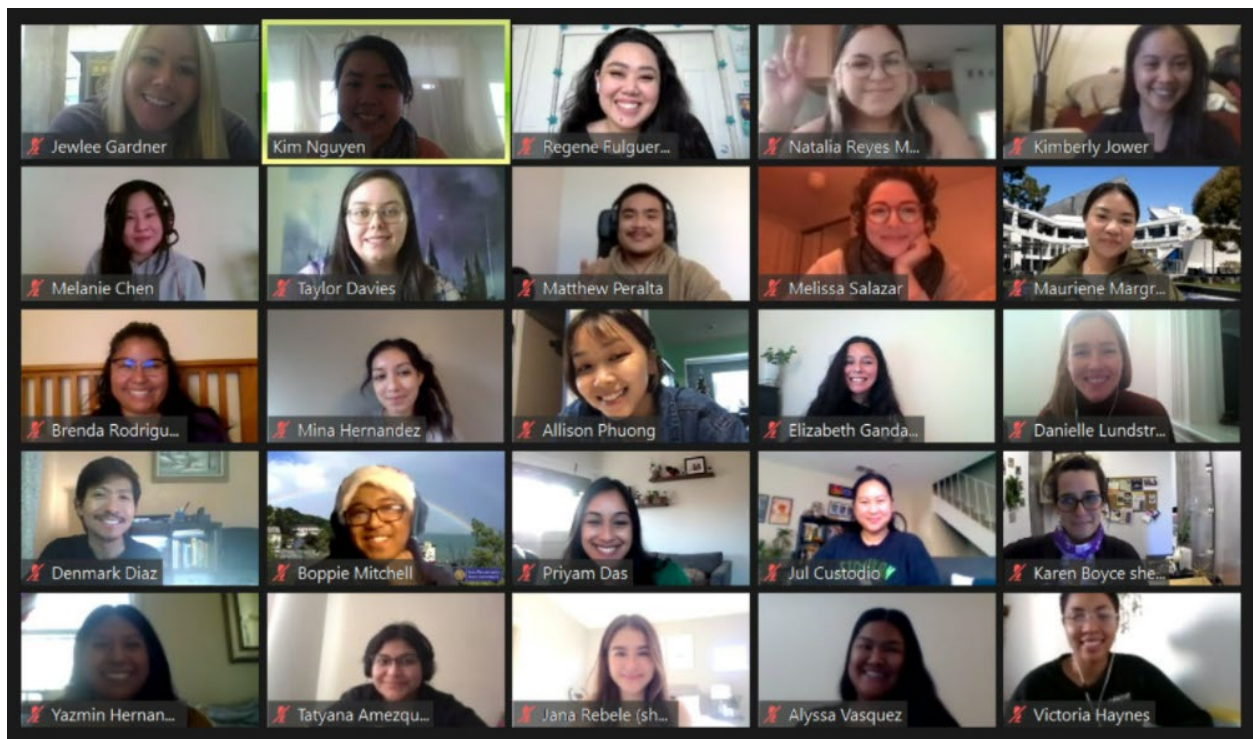 Jewlee Gardner
Kim Nguyen
Regene Fulguer...
Natalia Reyes M...
Kimberly Jower
Melanie Chen
Taylor Davies
Matthew Peralta
Melissa Salazar
Mauriene Margr...
Brenda Rodrigu...
Mina Hernandez
Allison Phuong
Elizabeth Ganda...
Danielle Lundstr...
Denmark Diaz
Boppie Mitchell
Priyam Das
Jul Custodio
Karen Boyce she...
Yazmin Hernan...
Tatyana Amezqu...
Jana Rebele (sh...
Alyssa Vasquez
Victoria Haynes